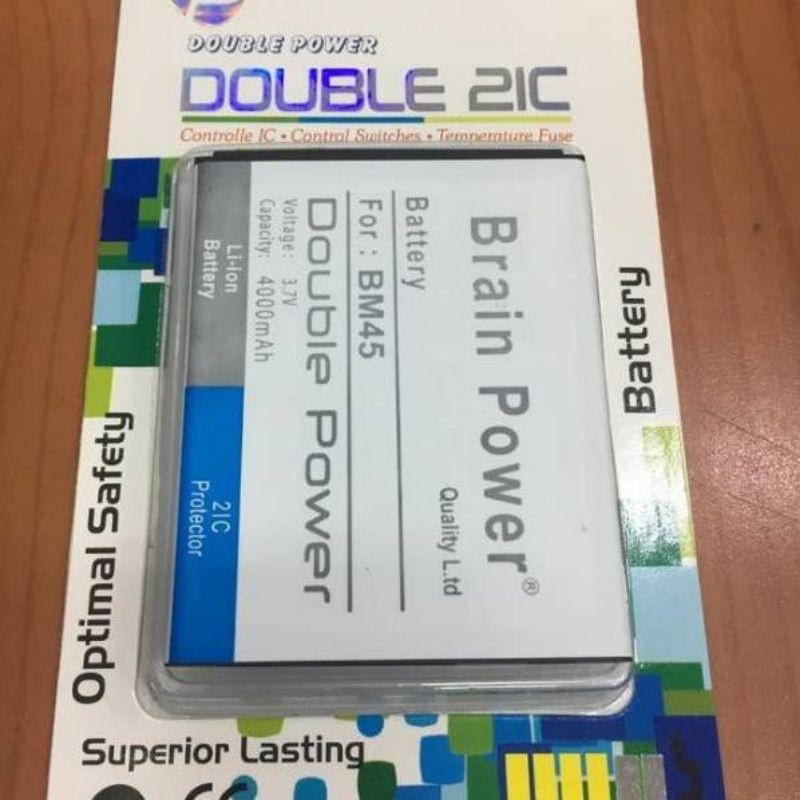 DOUBLE POWER
DOUBLE 2IC
Controlle IC • Control Switches • Temperature Fuse
Brain Power®
Quality L.td
Battery
For : BM45
Double Power
Voltage: 3.7V
Capacity: 4000mAh
Li-ion
Battery
2IC
Protector
Battery
Optimal Safety
Superior Lasting